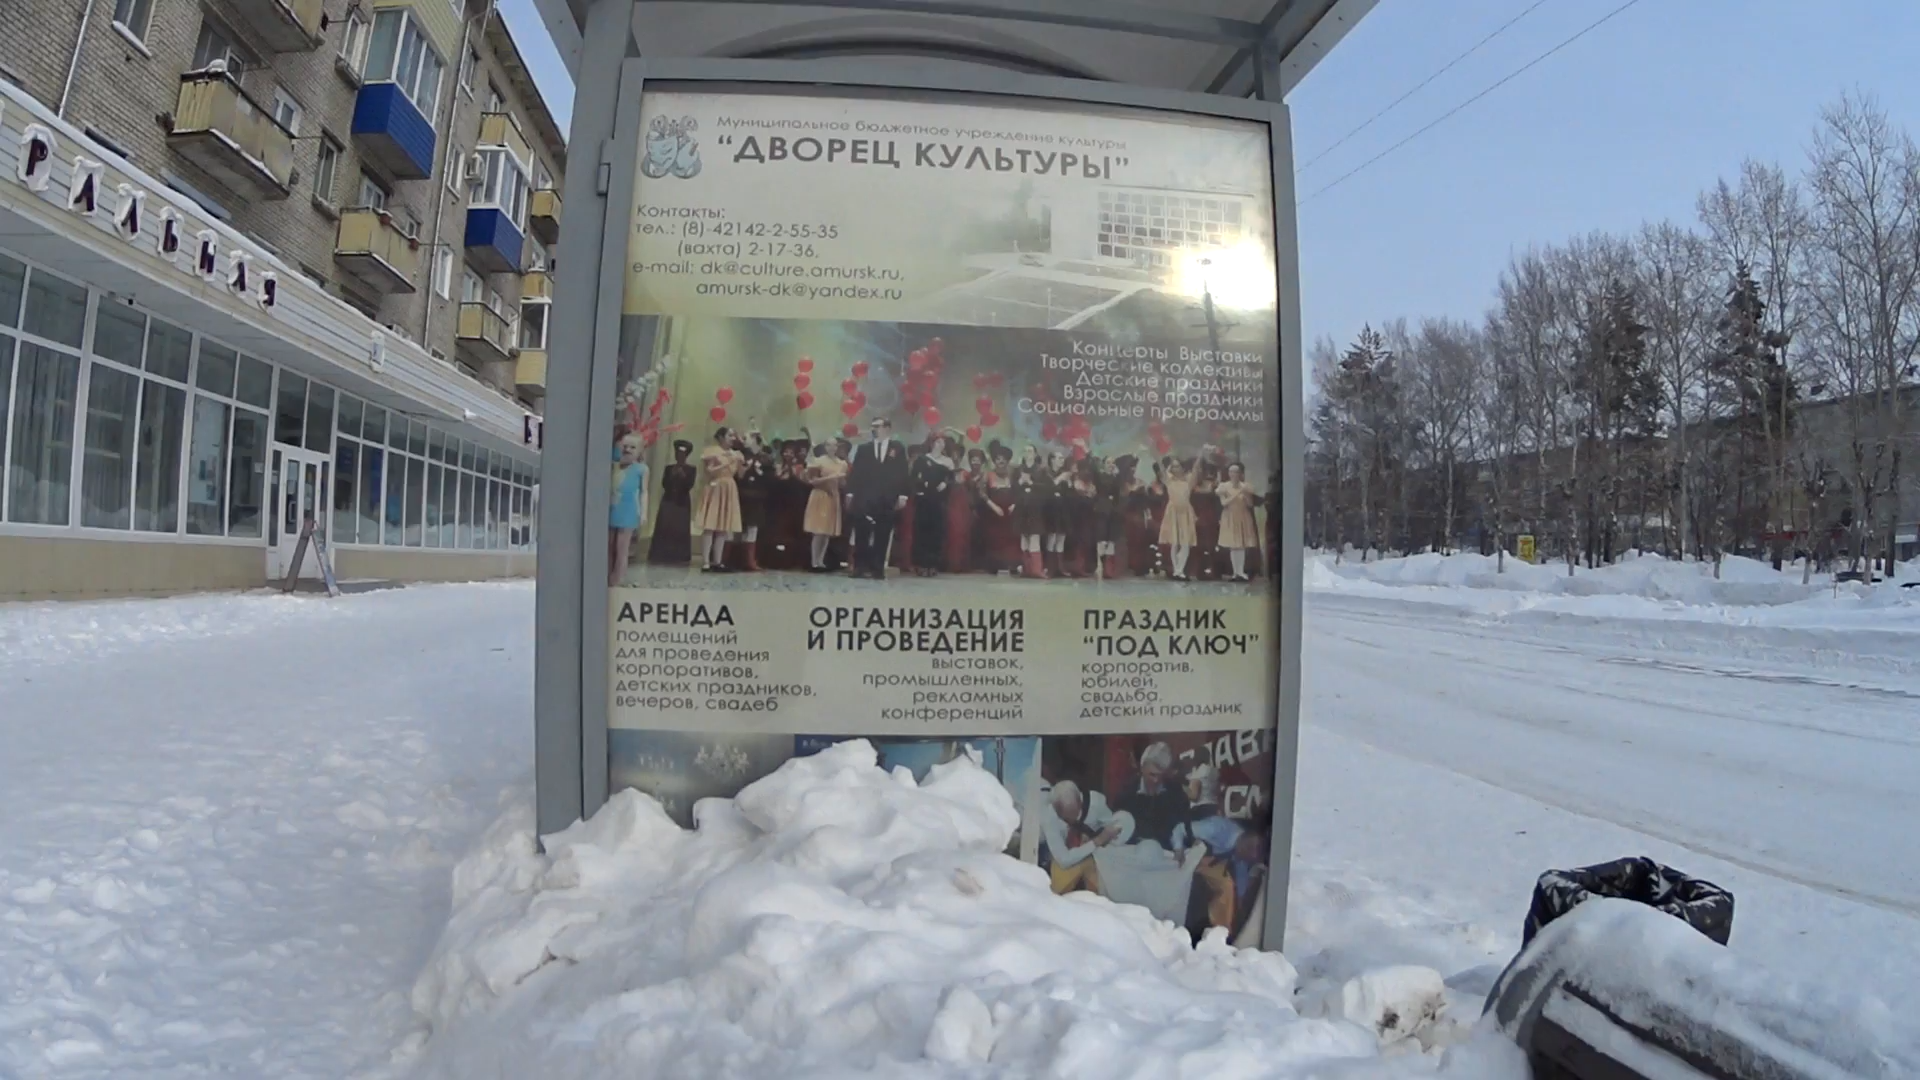 РАЛЬНАЯ
Муниципальное бюджетное учреждение культуры
“ДВОРЕЦ КУЛЬТУРЫ”
Контакты:
тел.: (8)-42142-2-55-35
(вахта) 2-17-36,
e-mail: dk@culture.amursk.ru,
amursk-dk@yandex.ru
Концерты Выставки
Творческие коллективы
Детские праздники
Взрослые праздники
Социальные программы
АРЕНДА
помещений
для проведения
корпоративов,
детских праздников,
вечеров, свадеб
ОРГАНИЗАЦИЯ
И ПРОВЕДЕНИЕ
выставок,
промышленных,
рекламных
конференций
ПРАЗДНИК
“ПОД КЛЮЧ”
корпоратив,
юбилей,
свадьба,
детский праздник